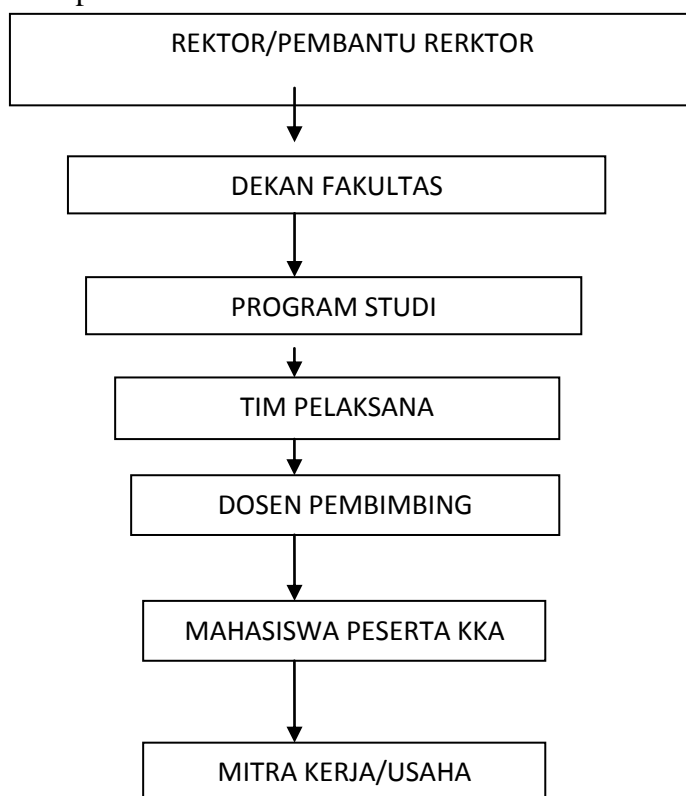 REKTOR/PEMBANTU RERKTOR
DEKAN FAKULTAS
PROGRAM STUDI
TIM PELAKSANA
DOSEN PEMBIMBING
MAHASISWA PESERTA KKA
MITRA KERJA/USAHA